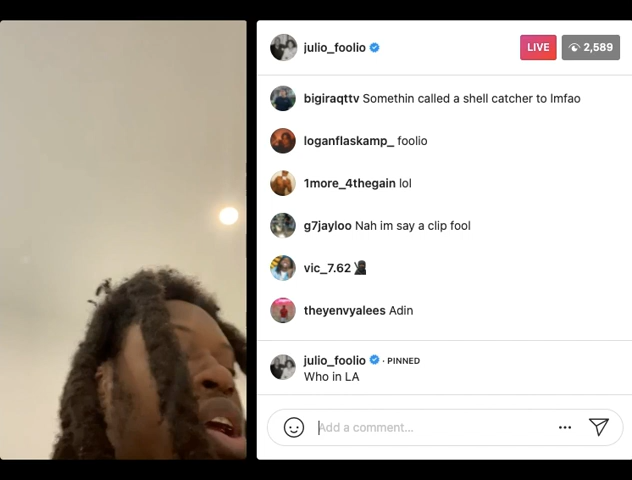 julio_foolio
LIVE
2,589
bigiraqttv Somethin called a shell catcher to lmfao
loganflaskamp_ foolio
1more_4thegain lol
g7jayloo Nah im say a clip fool
vic_7.62
theyenvyalees Adin
julio_foolio · PINNED
Who in LA
Add a comment...